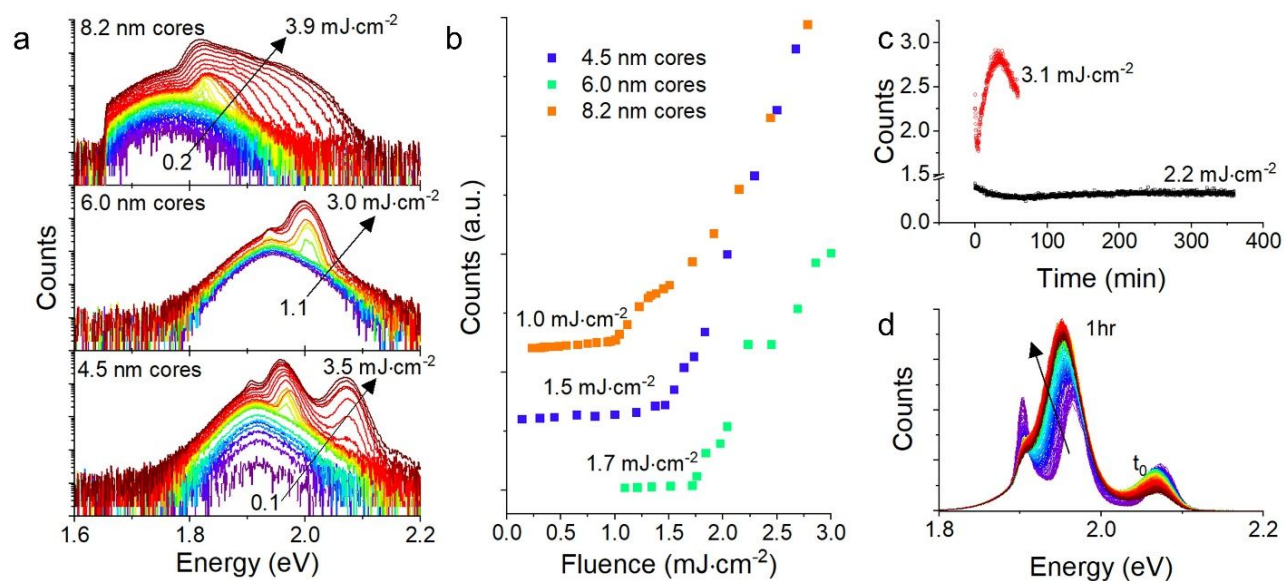 a
8.2 nm cores
3.9 mJ·cm-2
0.2
6.0 nm cores
3.0 mJ·cm-2
1.1
4.5 nm cores
3.5 mJ·cm-2
0.1
Counts
1.6 1.8 2.0 2.2
Energy (eV)
b
4.5 nm cores
6.0 nm cores
8.2 nm cores
1.0 mJ·cm-2
1.5 mJ·cm-2
1.7 mJ·cm-2
Counts (a.u.)
0.0 0.5 1.0 1.5 2.0 2.5 3.0
Fluence (mJ·cm-2)
c
3.0
2.5
2.0
1.5
0.0
3.1 mJ·cm-2
2.2 mJ·cm-2
Counts
0 100 200 300 400
Time (min)
d
1hr
t0
Counts
1.8 2.0 2.2
Energy (eV)